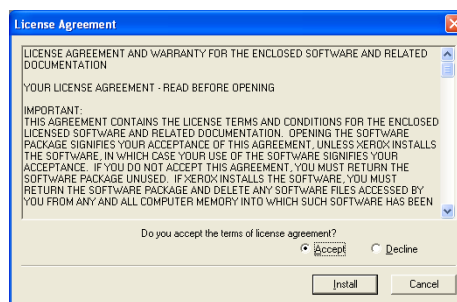 License Agreement
LICENSE AGREEMENT AND WARRANTY FOR THE ENCLOSED SOFTWARE AND RELATED
DOCUMENTATION
YOUR LICENSE AGREEMENT - READ BEFORE OPENING
IMPORTANT:
THIS AGREEMENT CONTAINS THE LICENSE TERMS AND CONDITIONS FOR THE ENCLOSED
LICENSED SOFTWARE AND RELATED DOCUMENTATION. OPENING THE SOFTWARE
PACKAGE SIGNIFIES YOUR ACCEPTANCE OF THIS AGREEMENT, UNLESS XEROX INSTALLS
THE SOFTWARE, IN WHICH CASE YOUR USE OF THE SOFTWARE SIGNIFIES YOUR
ACCEPTANCE. IF YOU DO NOT ACCEPT THIS AGREEMENT, YOU MUST RETURN THE
SOFTWARE PACKAGE UNUSED. IF XEROX INSTALLS THE SOFTWARE, YOU MUST
RETURN THE SOFTWARE PACKAGE AND DELETE ANY SOFTWARE FILES ACCESSED BY
YOU FROM ANY AND ALL COMPUTER MEMORY INTO WHICH SUCH SOFTWARE HAS BEEN
Do you accept the terms of license agreement?
Accept Decline
Install Cancel